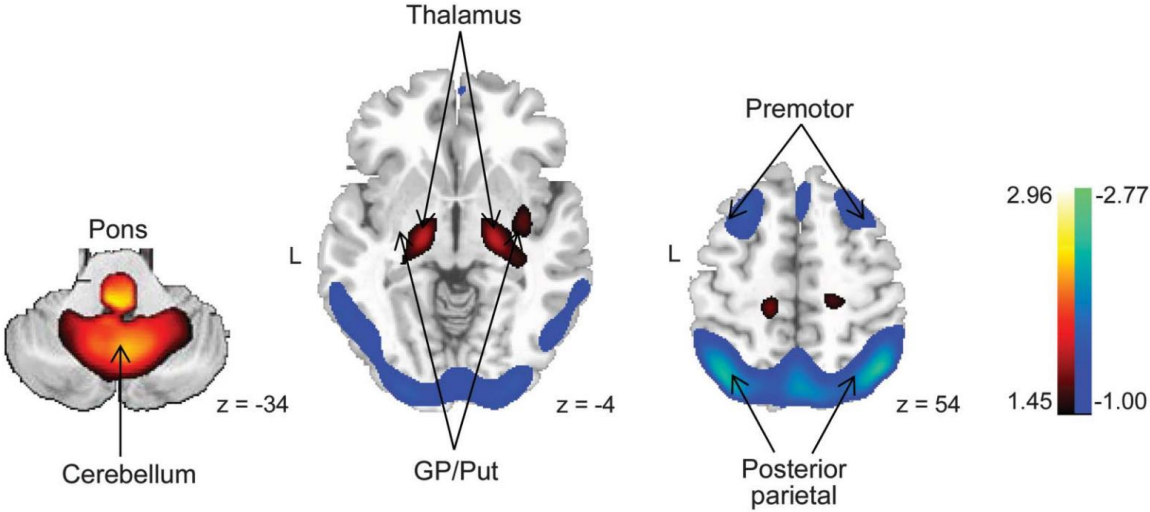 Thalamus
Premotor
2.96
-2.77
Pons
L
L
z = -34
z = -4
z = 54
1.45
-1.00
Cerebellum
GP/Put
Posterior
parietal